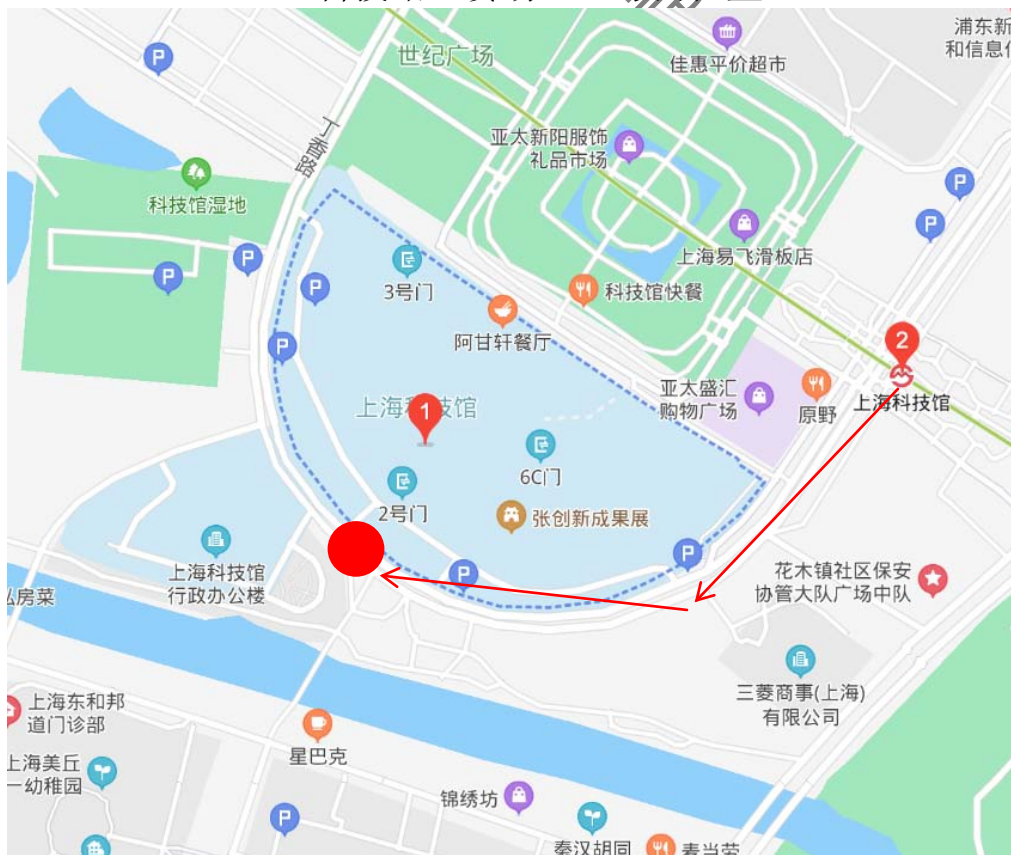 世纪广场
佳惠平价超市
浦东新
和信息
P
丁香路
亚太新阳服饰
礼品市场
科技馆湿地
P
P
上海易飞滑板店
P
P
P
3号门
科技馆快餐
阿甘轩餐厅
P
2
上海科技馆
1
亚太盛汇
购物广场
原野
上海科技馆
6C门
2号门
张创新成果展
P
P
上海科技馆
行政办公楼
花木镇社区保安
协管大队广场中队
房菜
三菱商事(上海)
有限公司
上海东和邦
道门诊部
星巴克
上海美丘
一幼稚园
锦绣坊
P
秦汉胡同
麦当劳